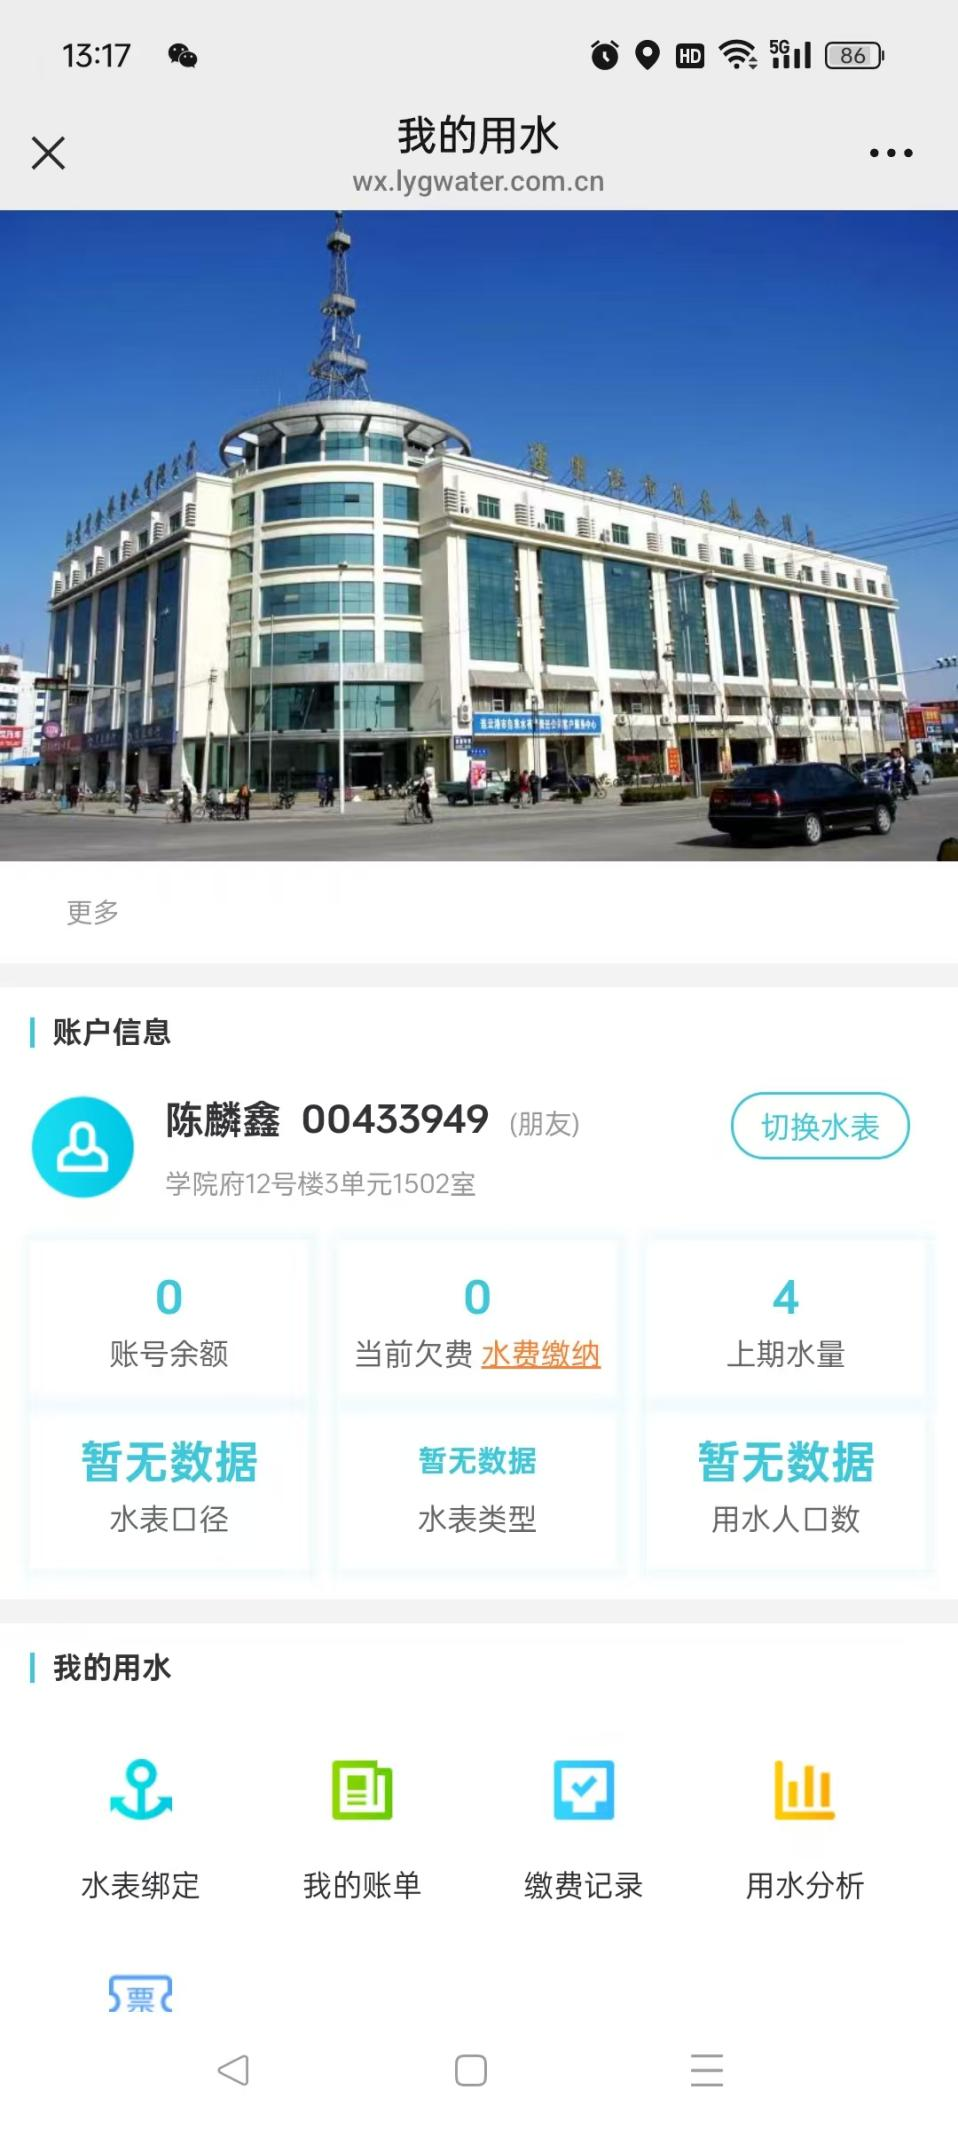 13:17
HD 5G 86
我的用水
wx.lygwater.com.cn
更多
账户信息
陈麟鑫 00433949 (朋友)
切换水表
学院府12号楼3单元1502室
0 0 4
账号余额 当前欠费 水费缴纳 上期水量
暂无数据 暂无数据 暂无数据
水表口径 水表类型 用水人口数
我的用水
水表绑定 我的账单 缴费记录 用水分析
票